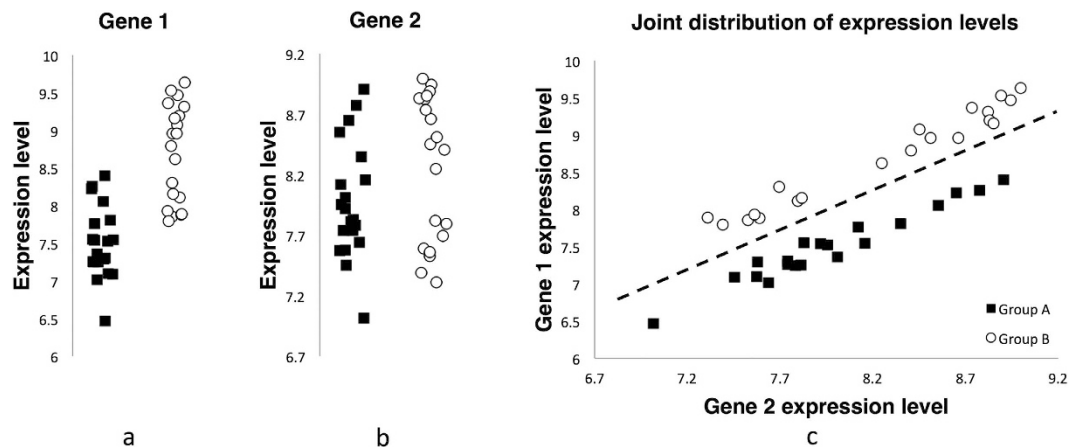 Gene 1
Expression level
10
9.5
9
8.5
8
7.5
7
6.5
6
a
Gene 2
Expression level
9.2
8.7
8.2
7.7
7.2
6.7
b
Joint distribution of expression levels
Gene 1 expression level
10
9.5
9
8.5
8
7.5
7
6.5
6
6.7 7.2 7.7 8.2 8.7 9.2
Gene 2 expression level
Group A
Group B
c